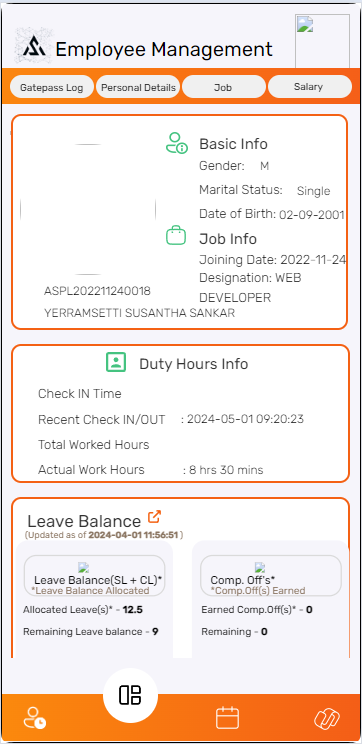 Employee Management
Gatepass Log
Personal Details
Job
Salary
Basic Info
Gender: M
Marital Status: Single
Date of Birth: 02-09-2001
Job Info
Joining Date: 2022-11-24
Designation: WEB
DEVELOPER
ASPL202211240018
YERRAMSETTI SUSANTHA SANKAR
Duty Hours Info
Check IN Time
Recent Check IN/OUT : 2024-05-01 09:20:23
Total Worked Hours
Actual Work Hours : 8 hrs 30 mins
Leave Balance
(Updated as of 2024-04-01 11:56:51 )
Leave Balance(SL + CL)*
*Leave Balance Allocated
Allocated Leave(s)* - 12.5
Remaining Leave balance - 9
Comp. Off's*
*Comp.Off(s) Earned
Earned Comp.Off(s)* - 0
Remaining - 0